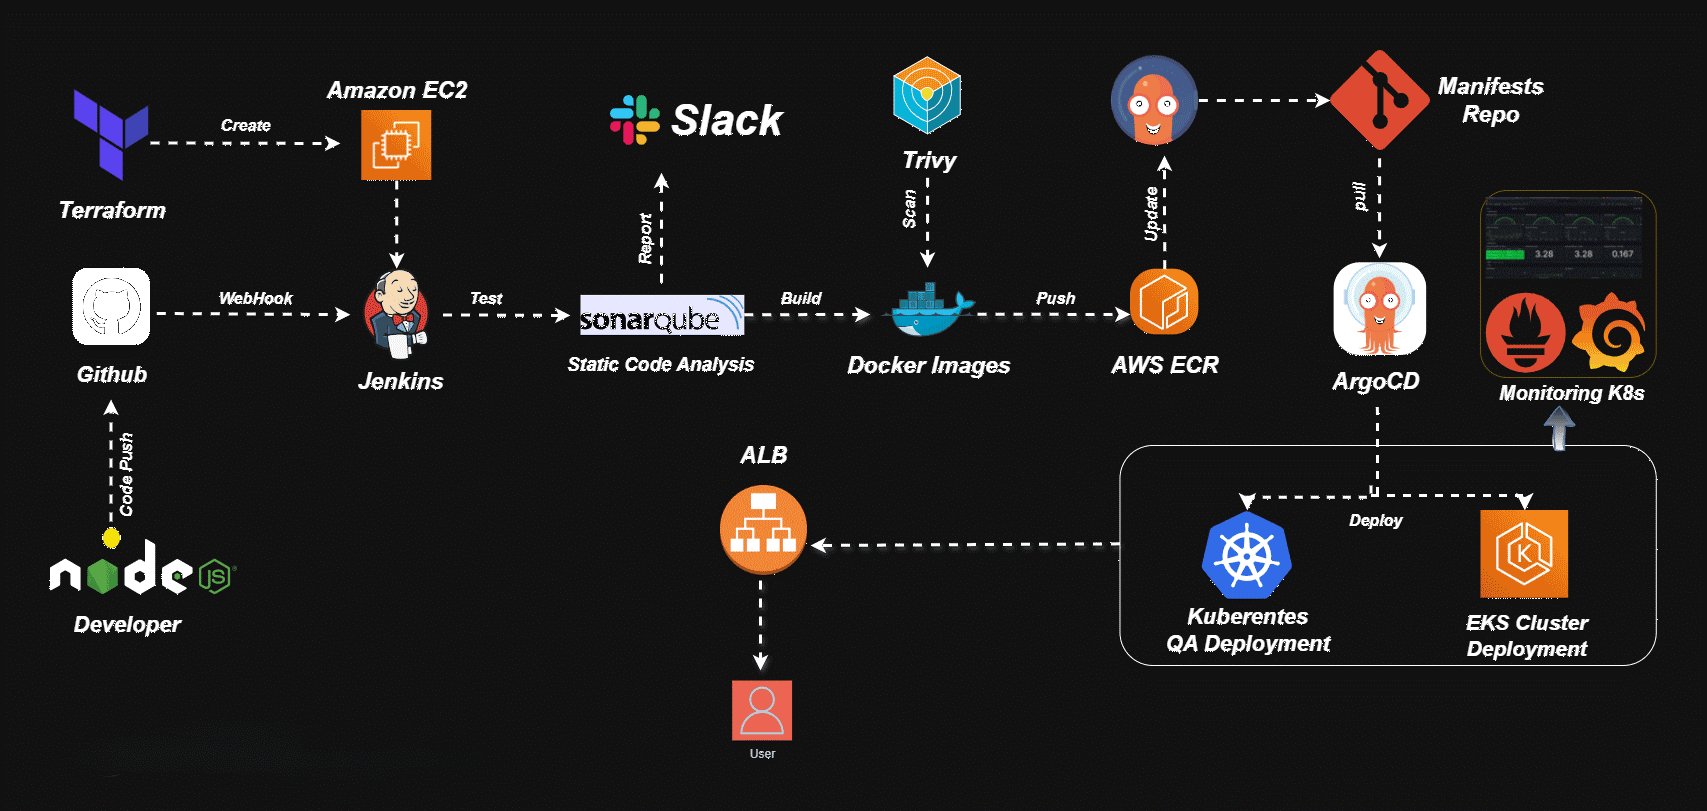 Amazon EC2
Slack
Manifests
Repo
Create
Trivy
Terraform
Report
Scan
Update
pull
3.28
3.28
0.167
WebHook
Test
Build
Push
sonarqube
Github
Jenkins
Static Code Analysis
Docker Images
AWS ECR
ArgoCD
Monitoring K8s
Code Push
ALB
Deploy
K
node
JS
Developer
Kuberentes
QA Deployment
EKS Cluster
Deployment
User